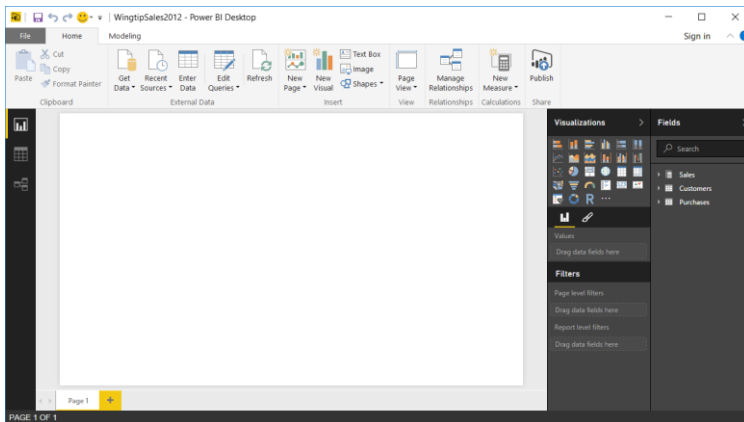 WingtipSales2012 - Power BI Desktop
File Home Modeling Sign in
Paste
Cut
Copy
Format Painter
Clipboard
Get Data
Recent Sources
Enter Data
Edit Queries
Refresh
External Data
New Page
New Visual
Text Box
Image
Shapes
Insert
Page View
View
Manage Relationships
Relationships
New Measure
Calculations
Publish
Share
Visualizations
R
Values
Drag data fields here
Filters
Page level filters
Drag data fields here
Report level filters
Drag data fields here
Fields
Search
Sales
Customers
Purchases
Page 1
PAGE 1 OF 1